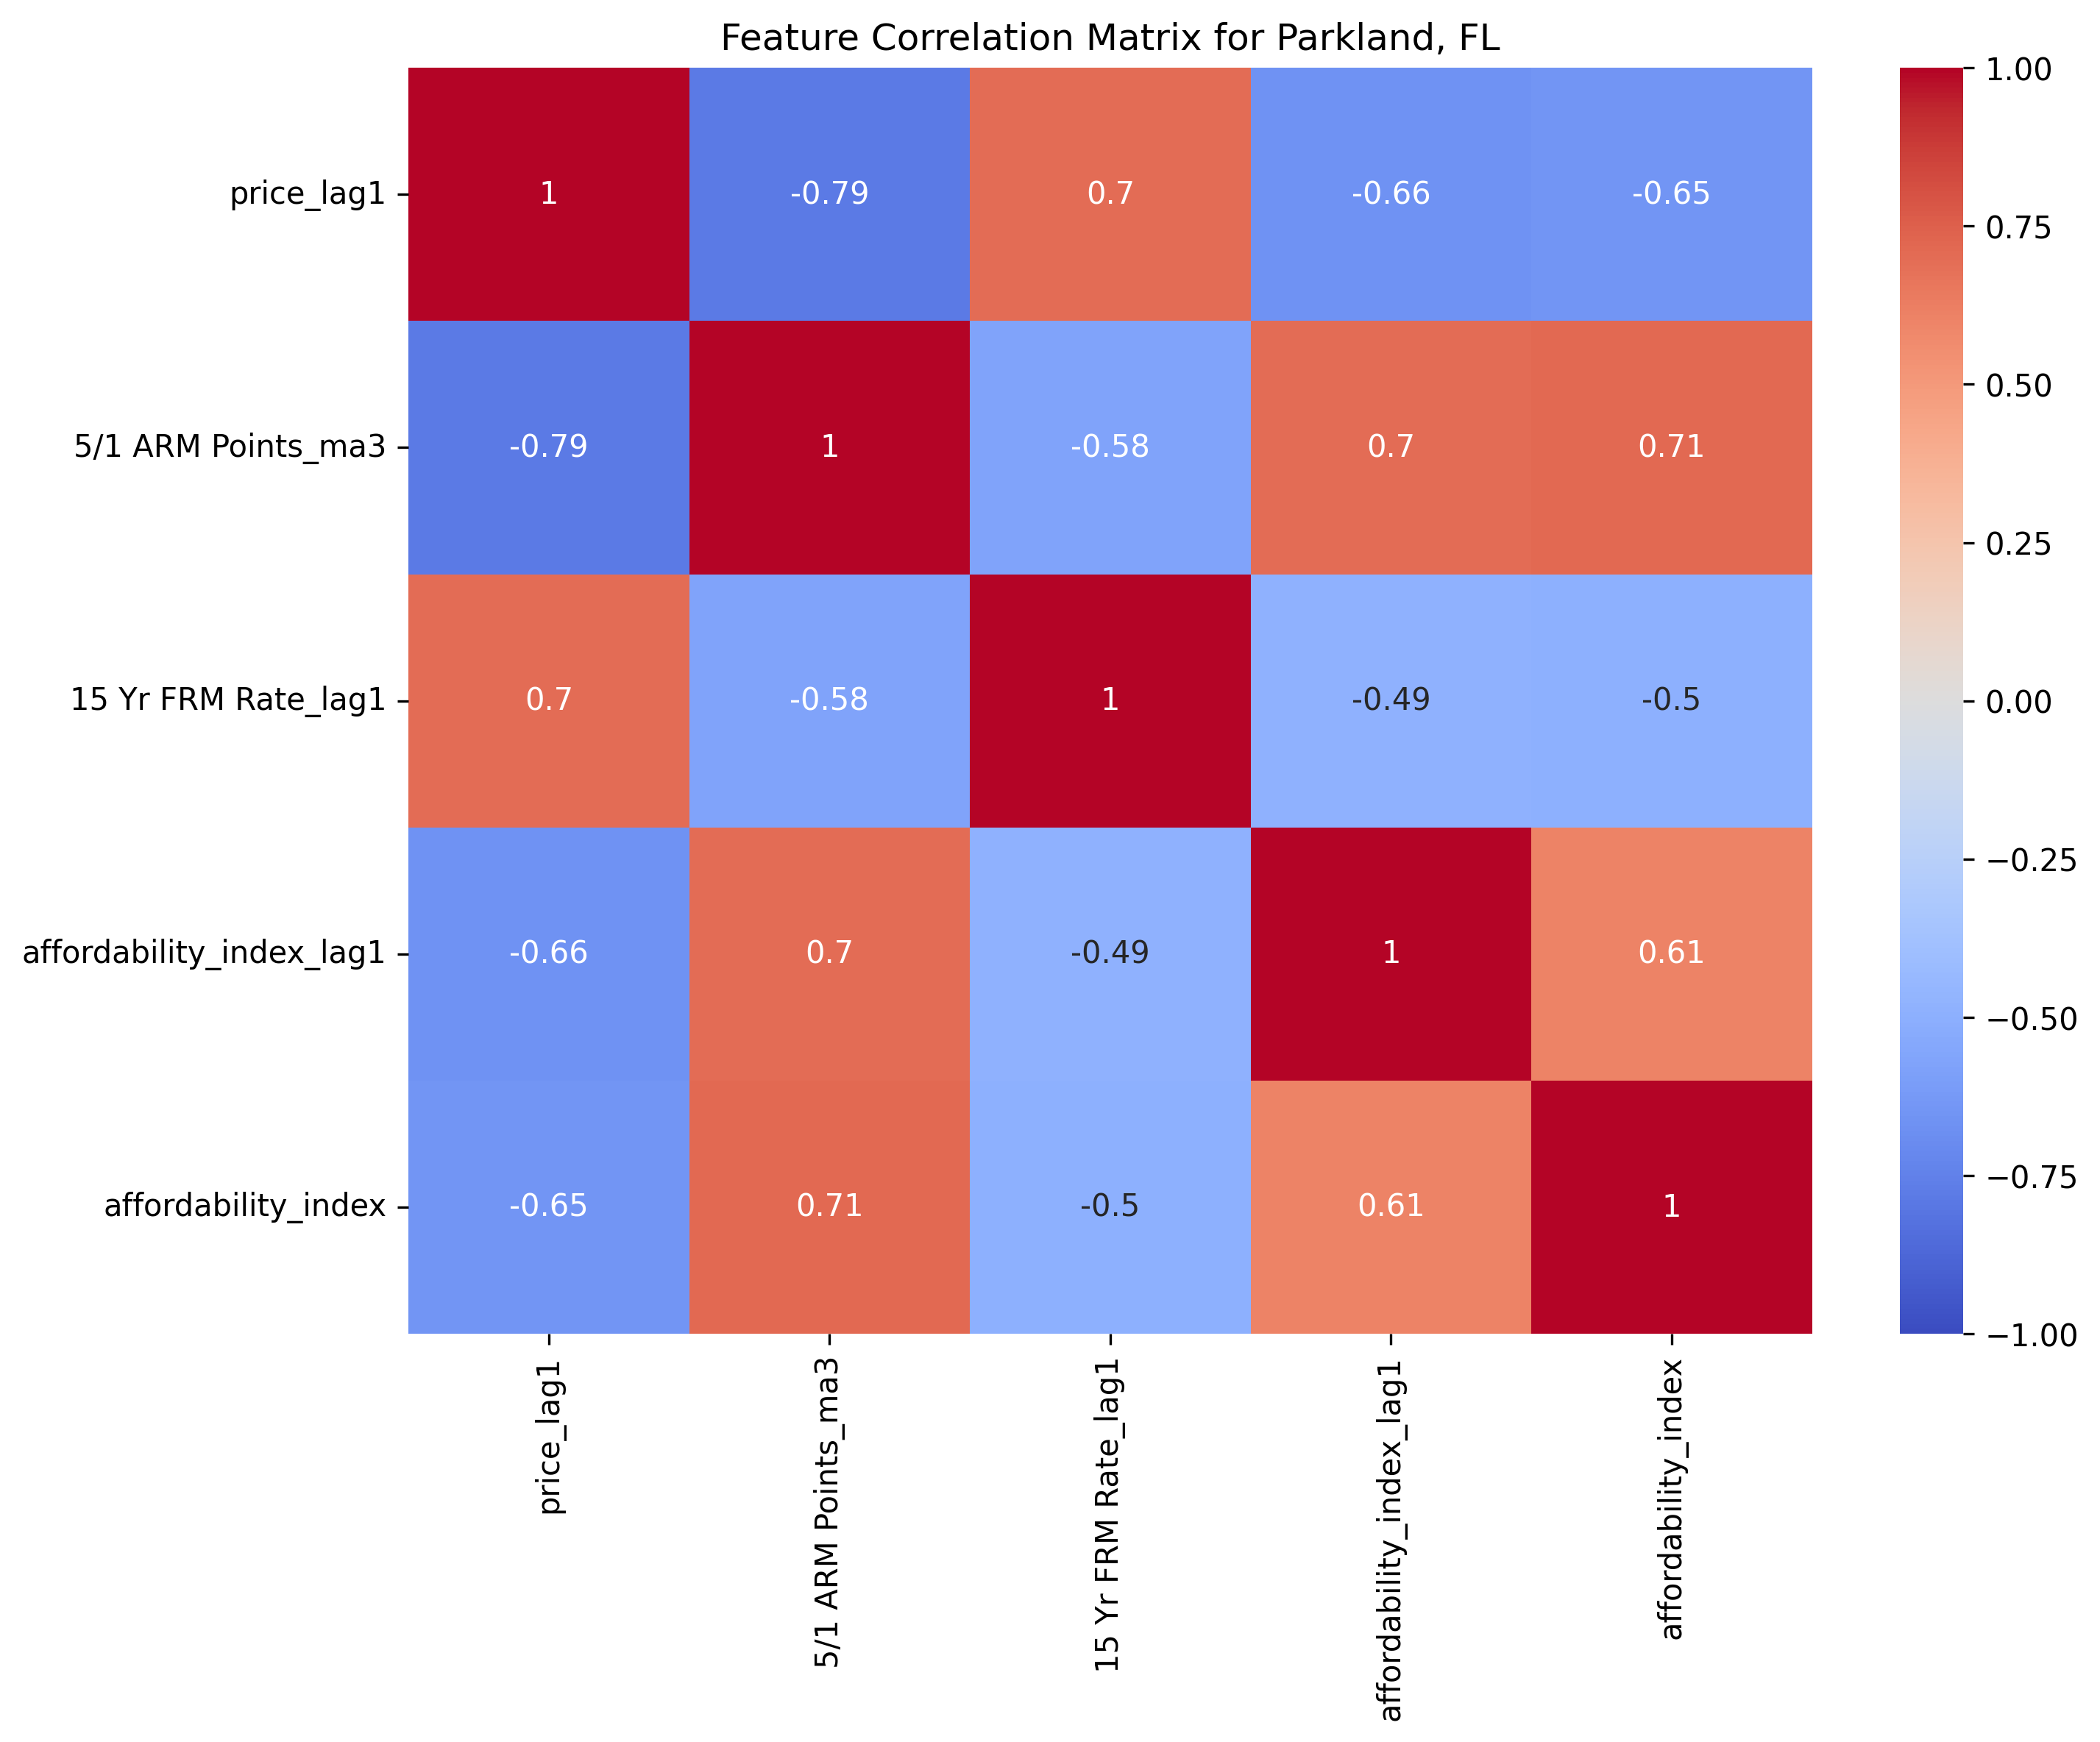 Feature Correlation Matrix for Parkland, FL
price_lag1 1 -0.79 0.7 -0.66 -0.65
5/1 ARM Points_ma3 -0.79 1 -0.58 0.7 0.71
15 Yr FRM Rate_lag1 0.7 -0.58 1 -0.49 -0.5
affordability_index_lag1 -0.66 0.7 -0.49 1 0.61
affordability_index -0.65 0.71 -0.5 0.61 1
price_lag1
5/1 ARM Points_ma3
15 Yr FRM Rate_lag1
affordability_index_lag1
affordability_index
1.00
0.75
0.50
0.25
0.00
−0.25
−0.50
−0.75
−1.00